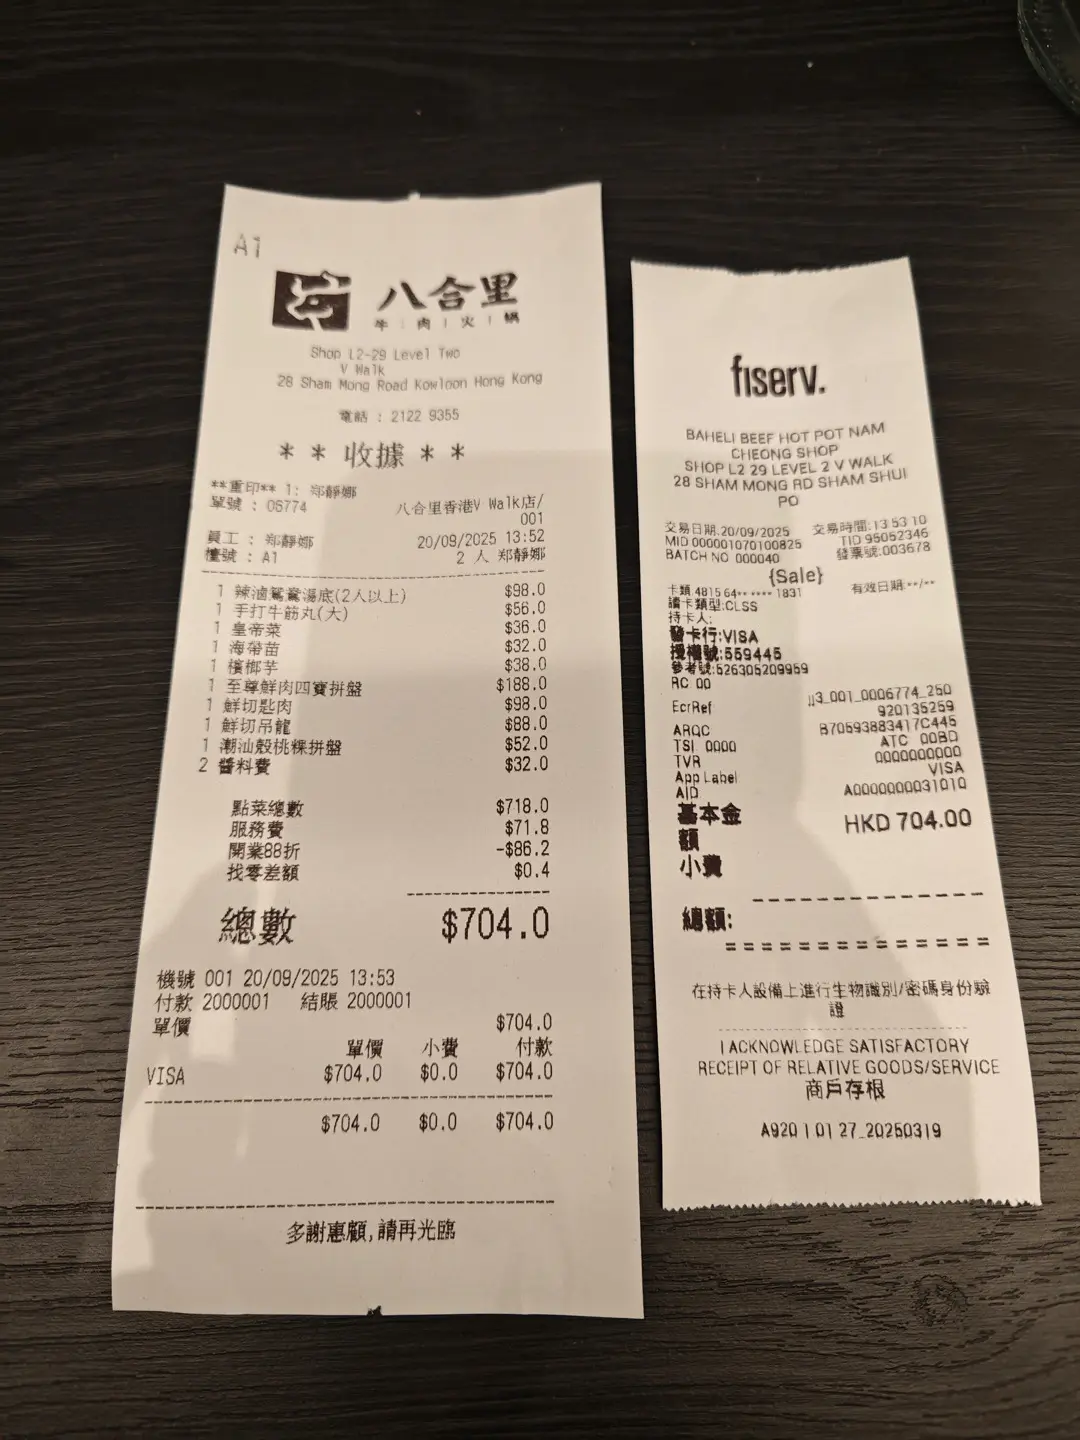 A1
八合里
牛|肉|火|鍋
Shop L2-29 Level Two
V Walk
28 Sham Mong Road Kowloon Hong Kong
電話 : 2122 9355
* * 收據 * *
**重印** 1: 郑靜娜
單號 : 06774
八合里香港V Walk店/
001
員工 : 郑靜娜 20/09/2025 13:52
檯號 : A1 2 人 郑靜娜
1 辣滷鴛鴦湯底(2人以上) $98.0
1 手打牛筋丸(大) $56.0
1 皇帝菜 $36.0
1 海帶苗 $32.0
1 檳榔芋 $38.0
1 至尊鮮肉四寶拼盤 $188.0
1 鮮切匙肉 $98.0
1 鮮切吊龍 $88.0
1 潮汕殼桃粿拼盤 $52.0
2 醬料費 $32.0
點菜總數 $718.0
服務費 $71.8
開業88折 -$86.2
找零差額 $0.4
總數 $704.0
機號 001 20/09/2025 13:53
付款 2000001 結賬 2000001
單價 $704.0
單價 小費 付款
VISA $704.0 $0.0 $704.0
$704.0 $0.0 $704.0
多謝惠顧,請再光臨
fiserv.
BAHELI BEEF HOT POT NAM
CHEONG SHOP
SHOP L2 29 LEVEL 2 V WALK
28 SHAM MONG RD SHAM SHUI
PO
交易日期:20/09/2025 交易時間:13 53 10
MID 000001070100825 TID 95052346
BATCH NO 000040 發票號:003678
{Sale}
卡類.4815 64** **** 1831 有效日期:**/**
讀卡類型:CLSS
持卡人:
發卡行:VISA
授權號:559445
參考號:526305209959
RC 00
EcrRef jj3_001_0006774_250
920135259
ARQC B70593883417C445
TSI 0000 ATC 00BD
TVR 0000000000
App Label VISA
AID A0000000031010
基本金
額 HKD 704.00
小費
總額:
在持卡人設備上進行生物識別/密碼身份驗
證
I ACKNOWLEDGE SATISFACTORY
RECEIPT OF RELATIVE GOODS/SERVICE
商戶存根
A920 | 01 27_20250319